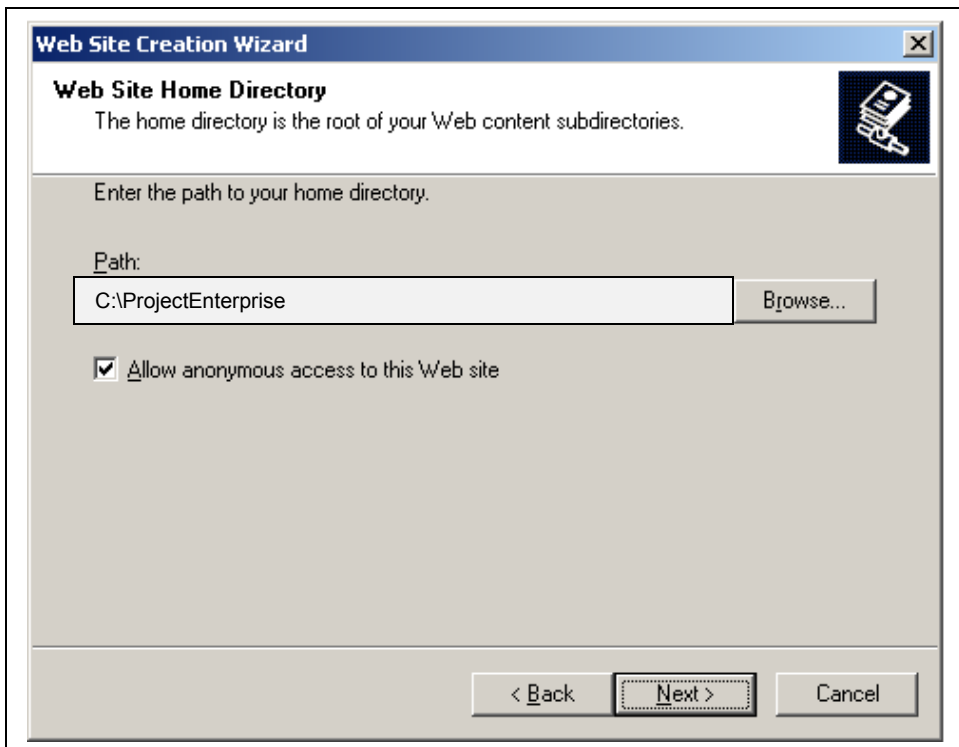 Web Site Creation Wizard
Web Site Home Directory
The home directory is the root of your Web content subdirectories.
Enter the path to your home directory.
Path:
C:\ProjectEnterprise
Browse...
Allow anonymous access to this Web site
< Back
Next >
Cancel